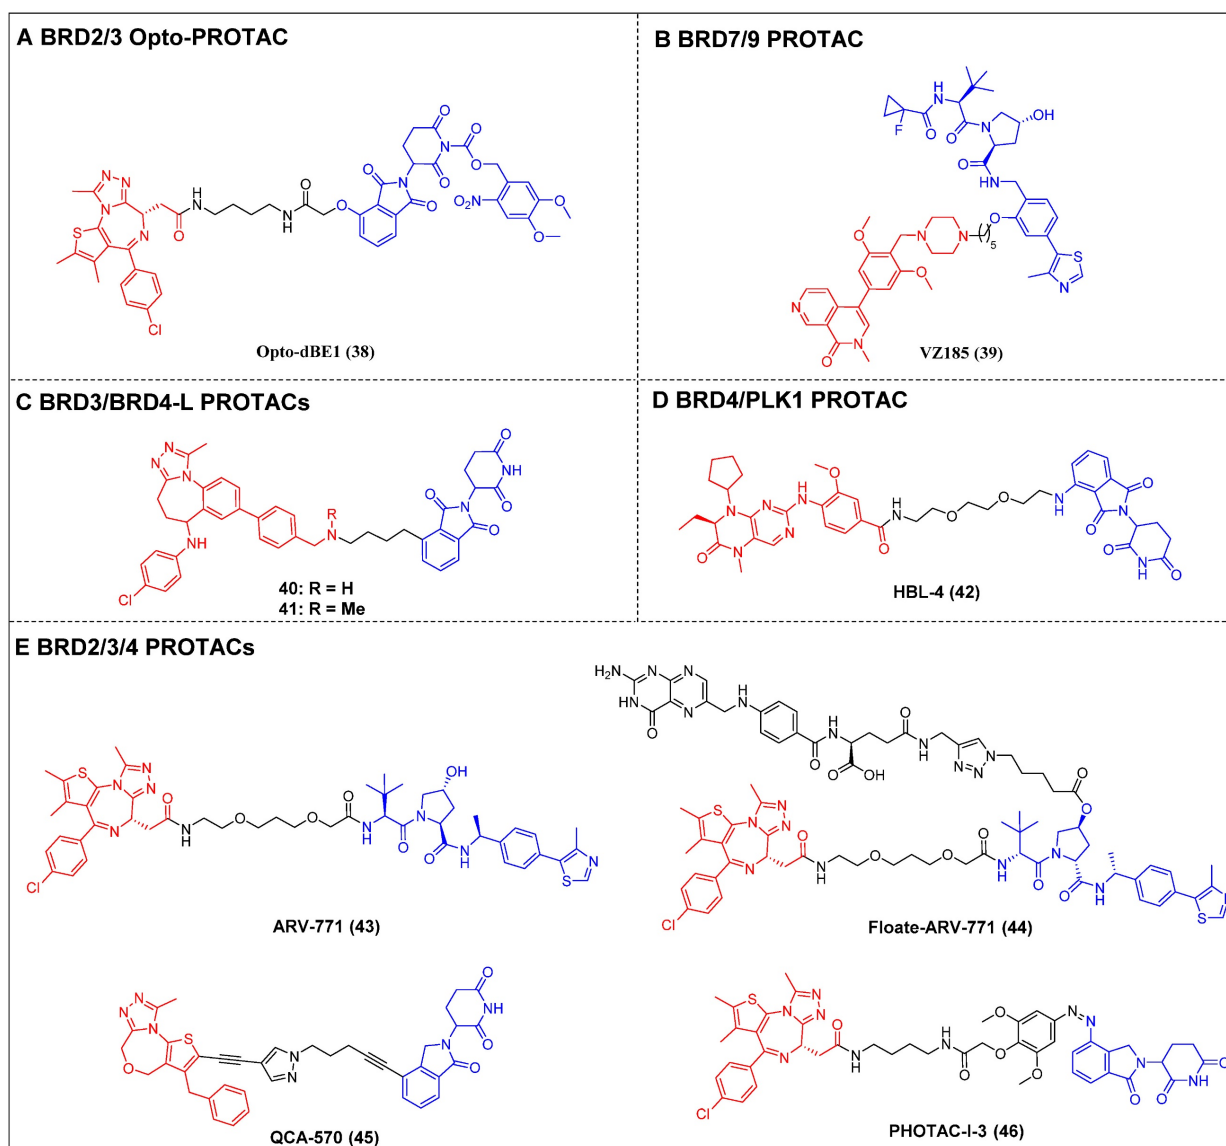 A BRD2/3 Opto-PROTAC
Opto-dBE1 (38)
B BRD7/9 PROTAC
VZ185 (39)
C BRD3/BRD4-L PROTACs
40: R = H
41: R = Me
D BRD4/PLK1 PROTAC
HBL-4 (42)
E BRD2/3/4 PROTACs
ARV-771 (43)
Floate-ARV-771 (44)
QCA-570 (45)
PHOTAC-I-3 (46)